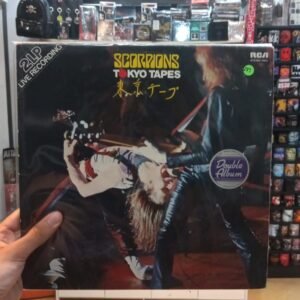 2LP
LIVE RECORDING
SCORPIONS
TOKYO TAPES
東京テープ
RCA
Double
Album